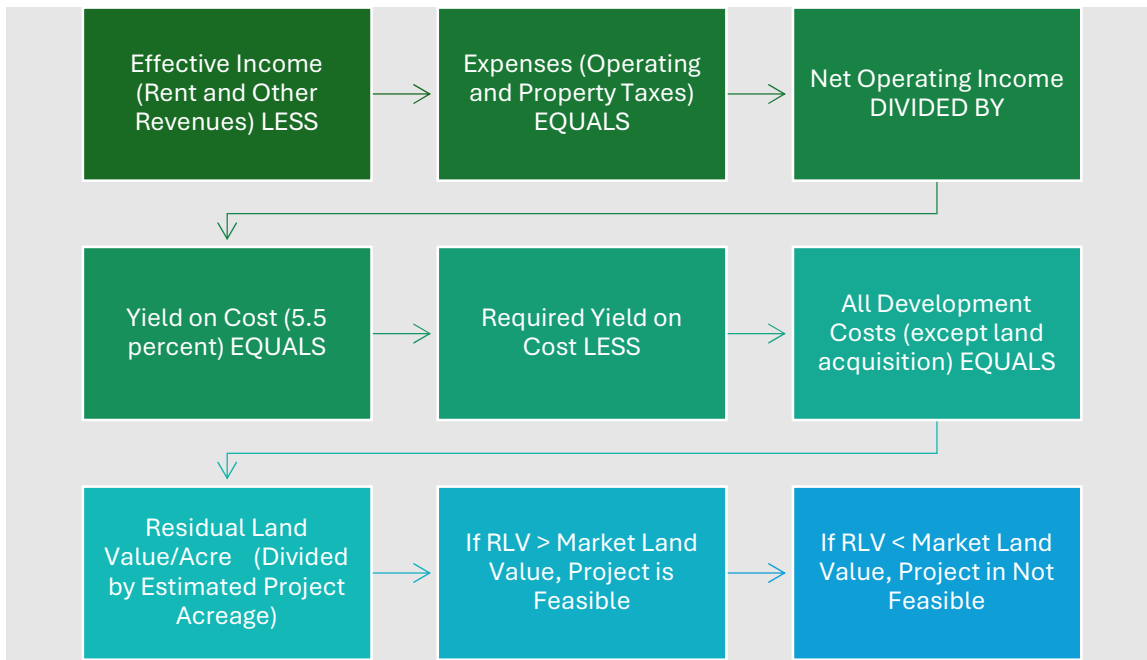 Effective Income
(Rent and Other
Revenues) LESS
Expenses (Operating
and Property Taxes)
EQUALS
Net Operating Income
DIVIDED BY
Yield on Cost (5.5
percent) EQUALS
Required Yield on
Cost LESS
All Development
Costs (except land
acquisition) EQUALS
Residual Land
Value/Acre (Divided
by Estimated Project
Acreage)
If RLV > Market Land
Value, Project is
Feasible
If RLV < Market Land
Value, Project in Not
Feasible